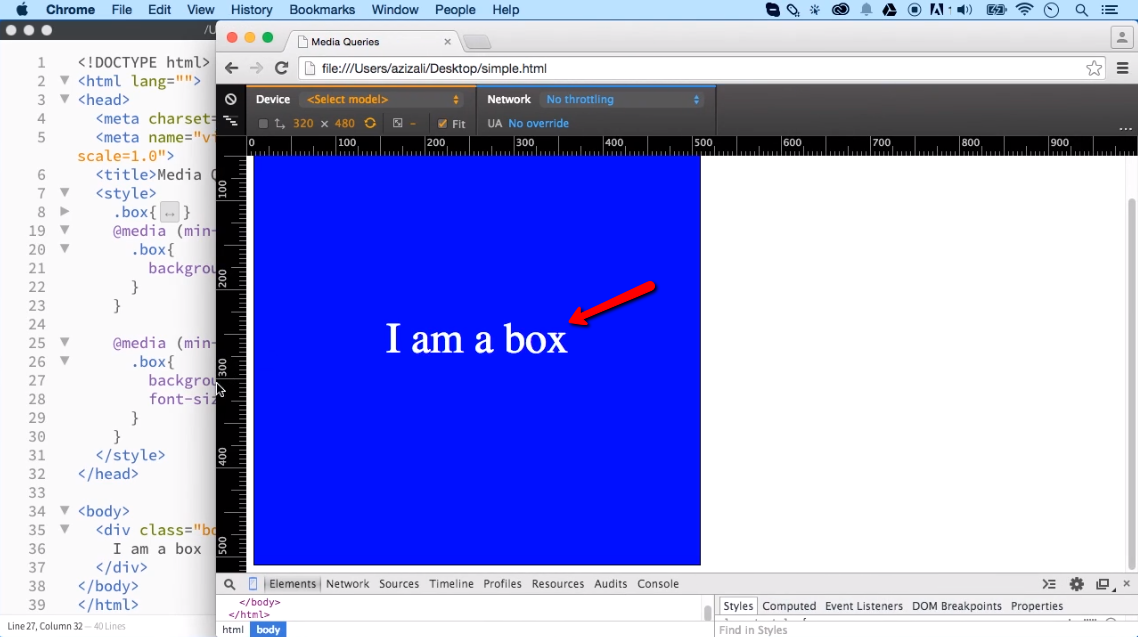 Chrome File Edit View History Bookmarks Window People Help
/U
Media Queries
file:///Users/azizali/Desktop/simple.html
Device <Select model> Network No throttling
320 × 480 Fit UA No override
0 100 200 300 400 500 600 700 800 900
100
200
300
400
500
I am a box
1 <!DOCTYPE html>
2 <html lang="">
3 <head>
4 <meta charset=
5 <meta name="vi
scale=1.0">
6 <title>Media Q
7 <style>
8 .box{ ↔ }
19 @media (min-
20 .box{
21 backgrou
22 }
23 }
24
25 @media (min-
26 .box{
27 backgrou
28 font-siz
29 }
30 }
31 </style>
32 </head>
33
34 <body>
35 <div class="bo
36 I am a box
37 </div>
38 </body>
39 </html>
Line 27, Column 32 — 40 Lines
Elements Network Sources Timeline Profiles Resources Audits Console
</body>
</html>
html body
Styles Computed Event Listeners DOM Breakpoints Properties
Find in Styles